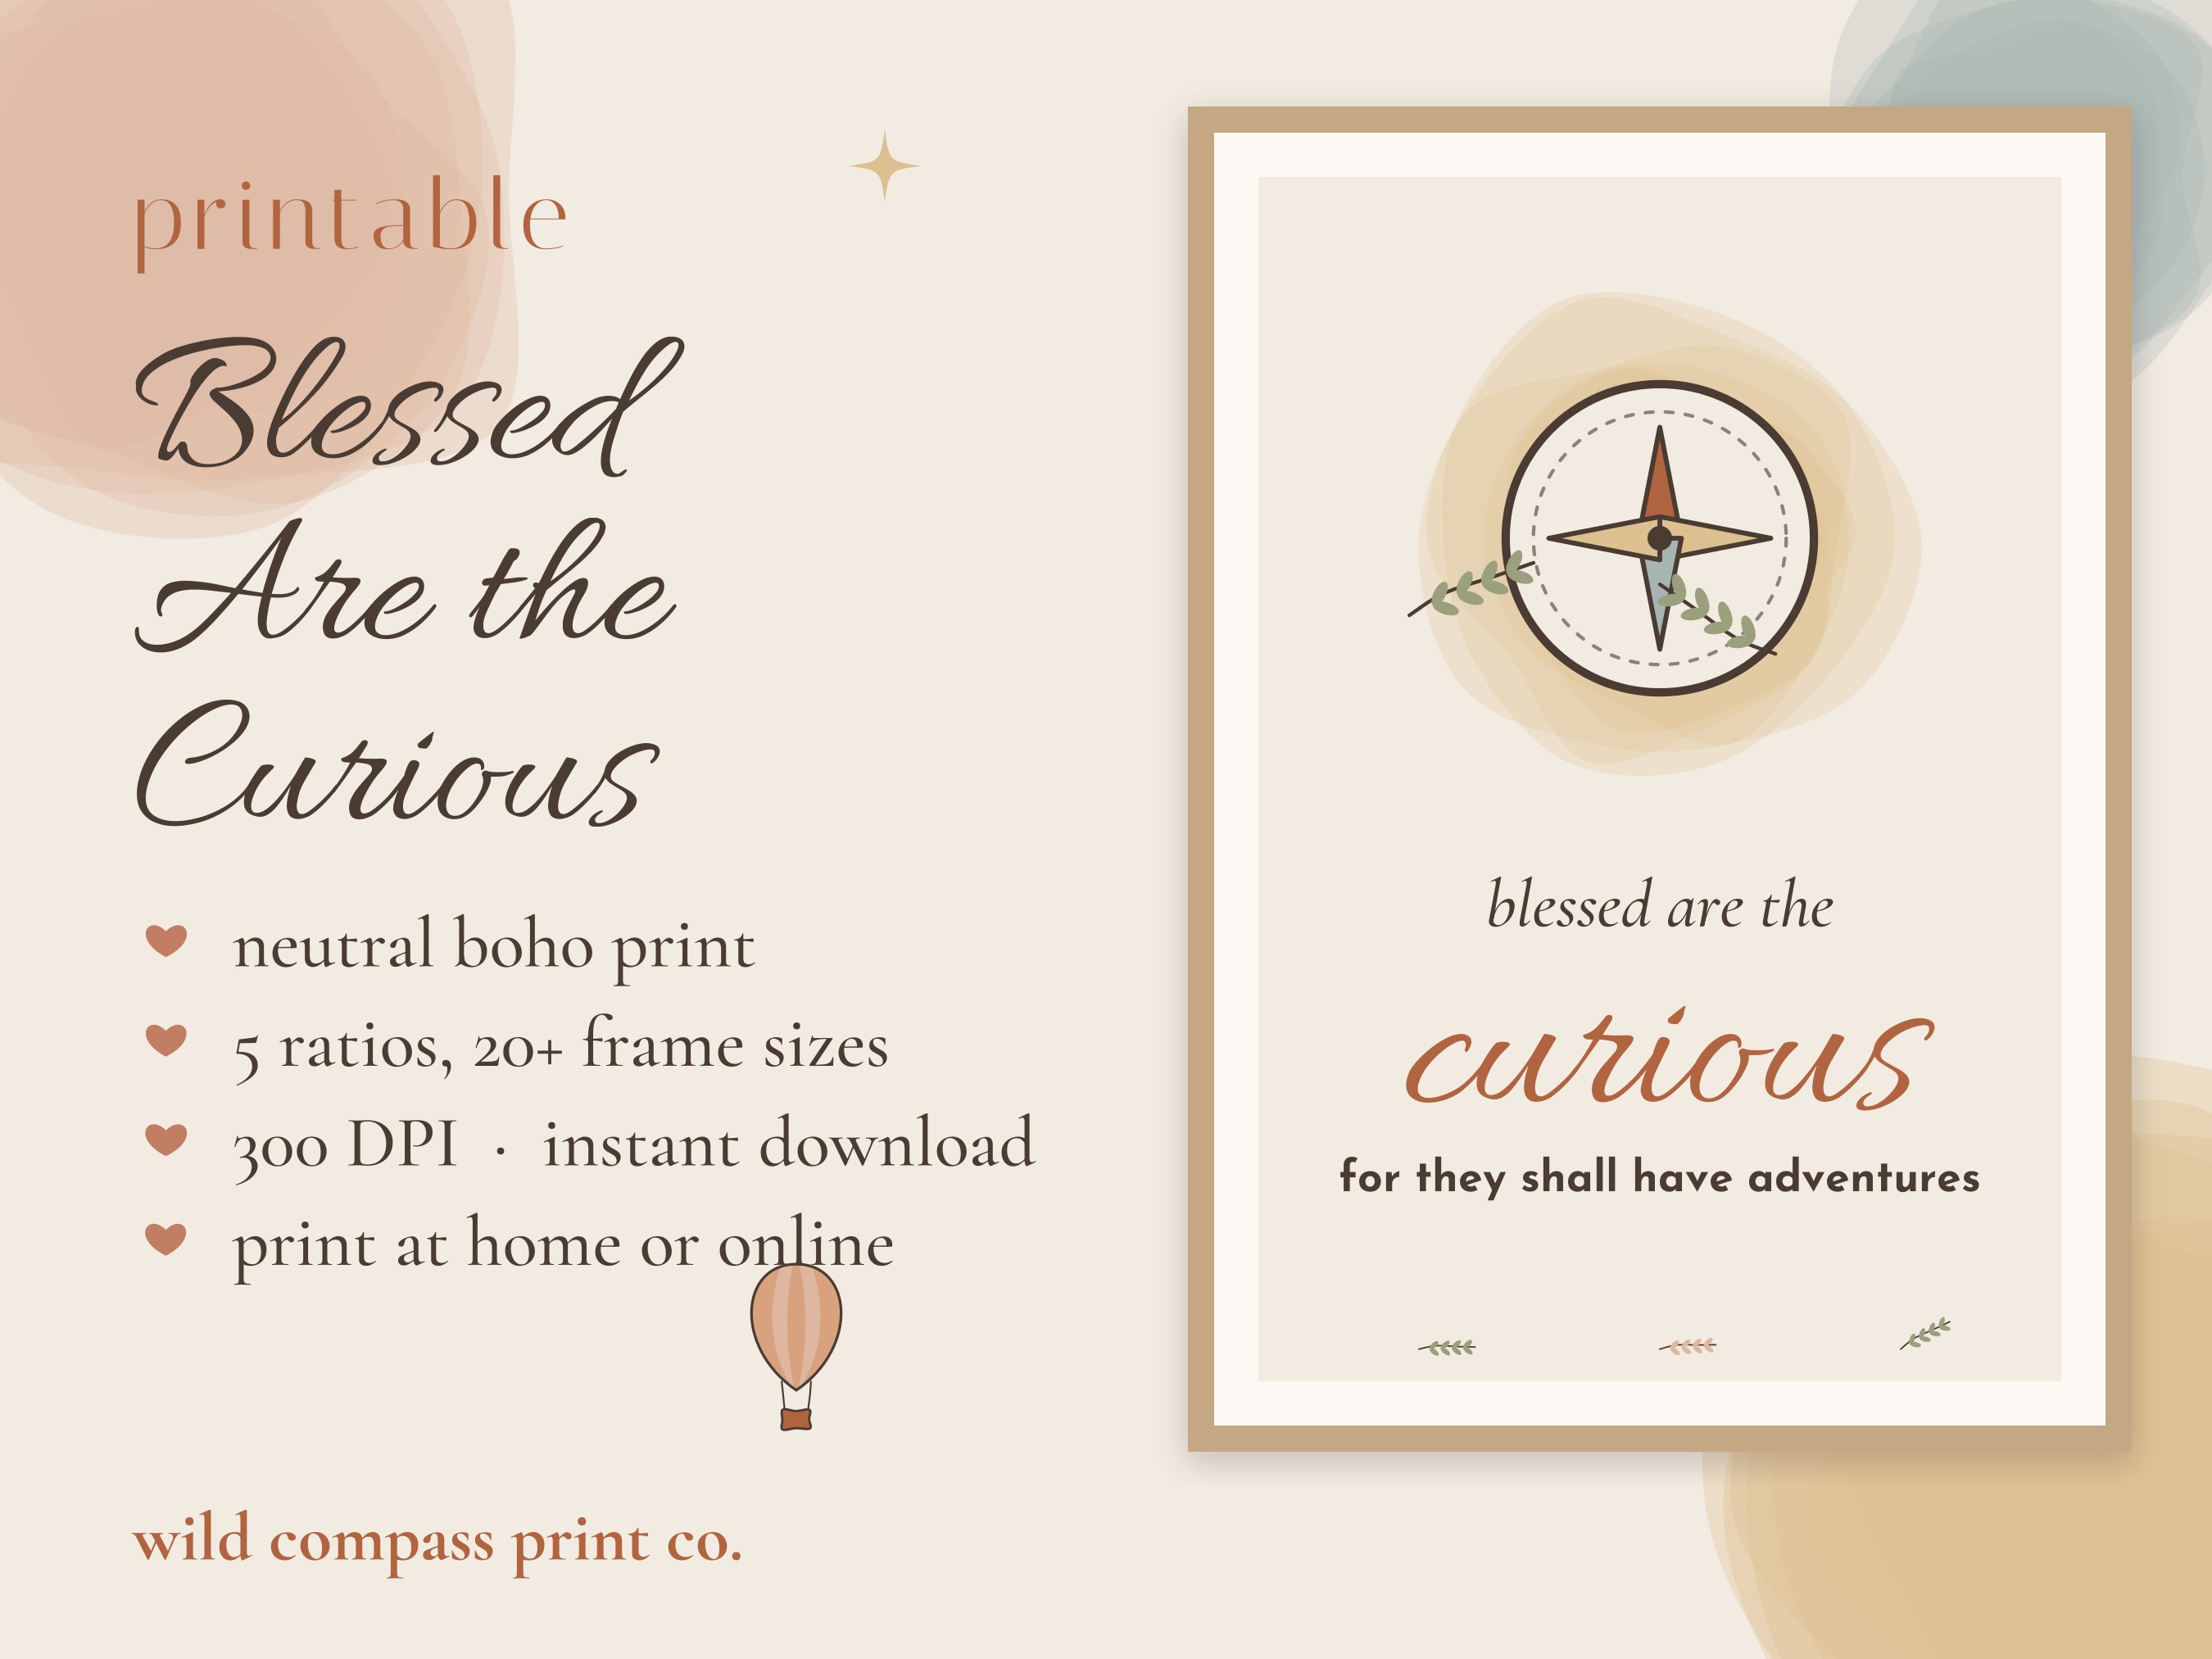 printable
Blessed
Are the
Curious
neutral boho print
5 ratios, 20+ frame sizes
300 DPI · instant download
print at home or online
wild compass print co.
blessed are the
curious
for they shall have adventures